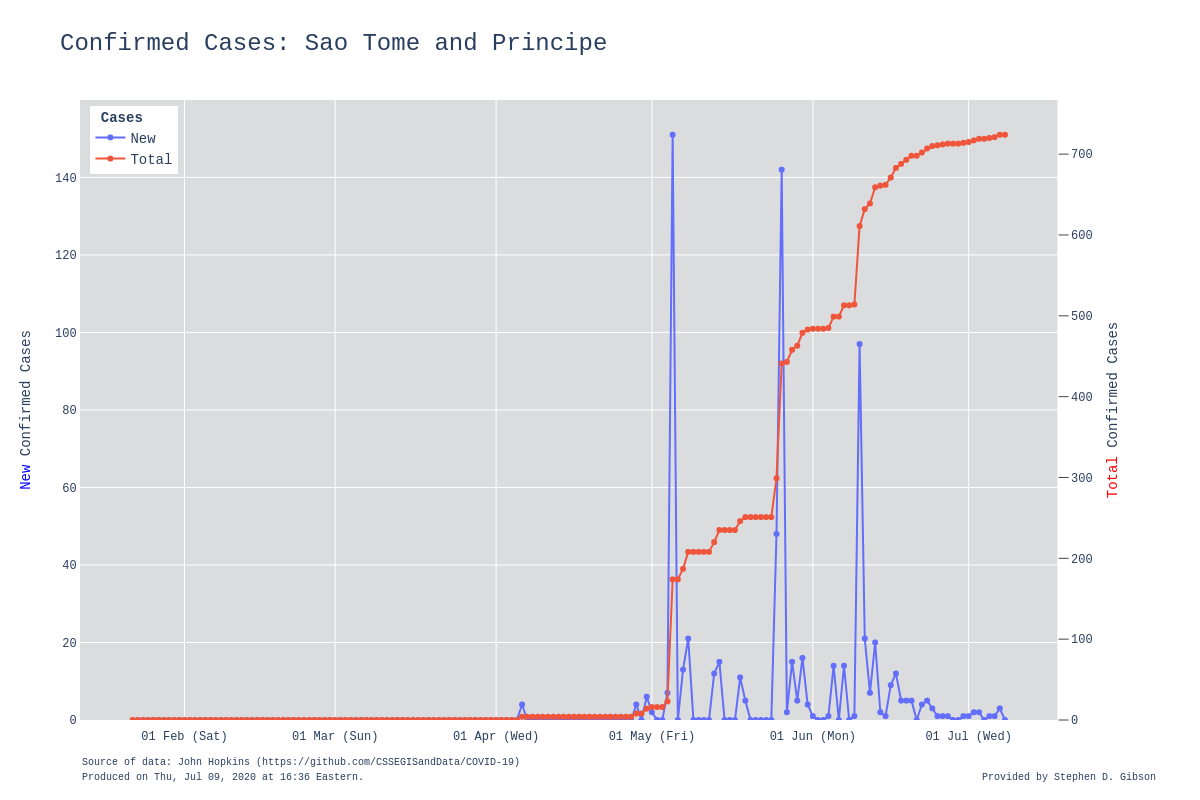 Confirmed Cases: Sao Tome and Principe
Cases
New
Total
140
120
100
80
60
40
20
0
700
600
500
400
300
200
100
0
New Confirmed Cases
Total Confirmed Cases
01 Feb (Sat)
01 Mar (Sun)
01 Apr (Wed)
01 May (Fri)
01 Jun (Mon)
01 Jul (Wed)
Source of data: John Hopkins (https://github.com/CSSEGISandData/COVID-19)
Produced on Thu, Jul 09, 2020 at 16:36 Eastern.
Provided by Stephen D. Gibson